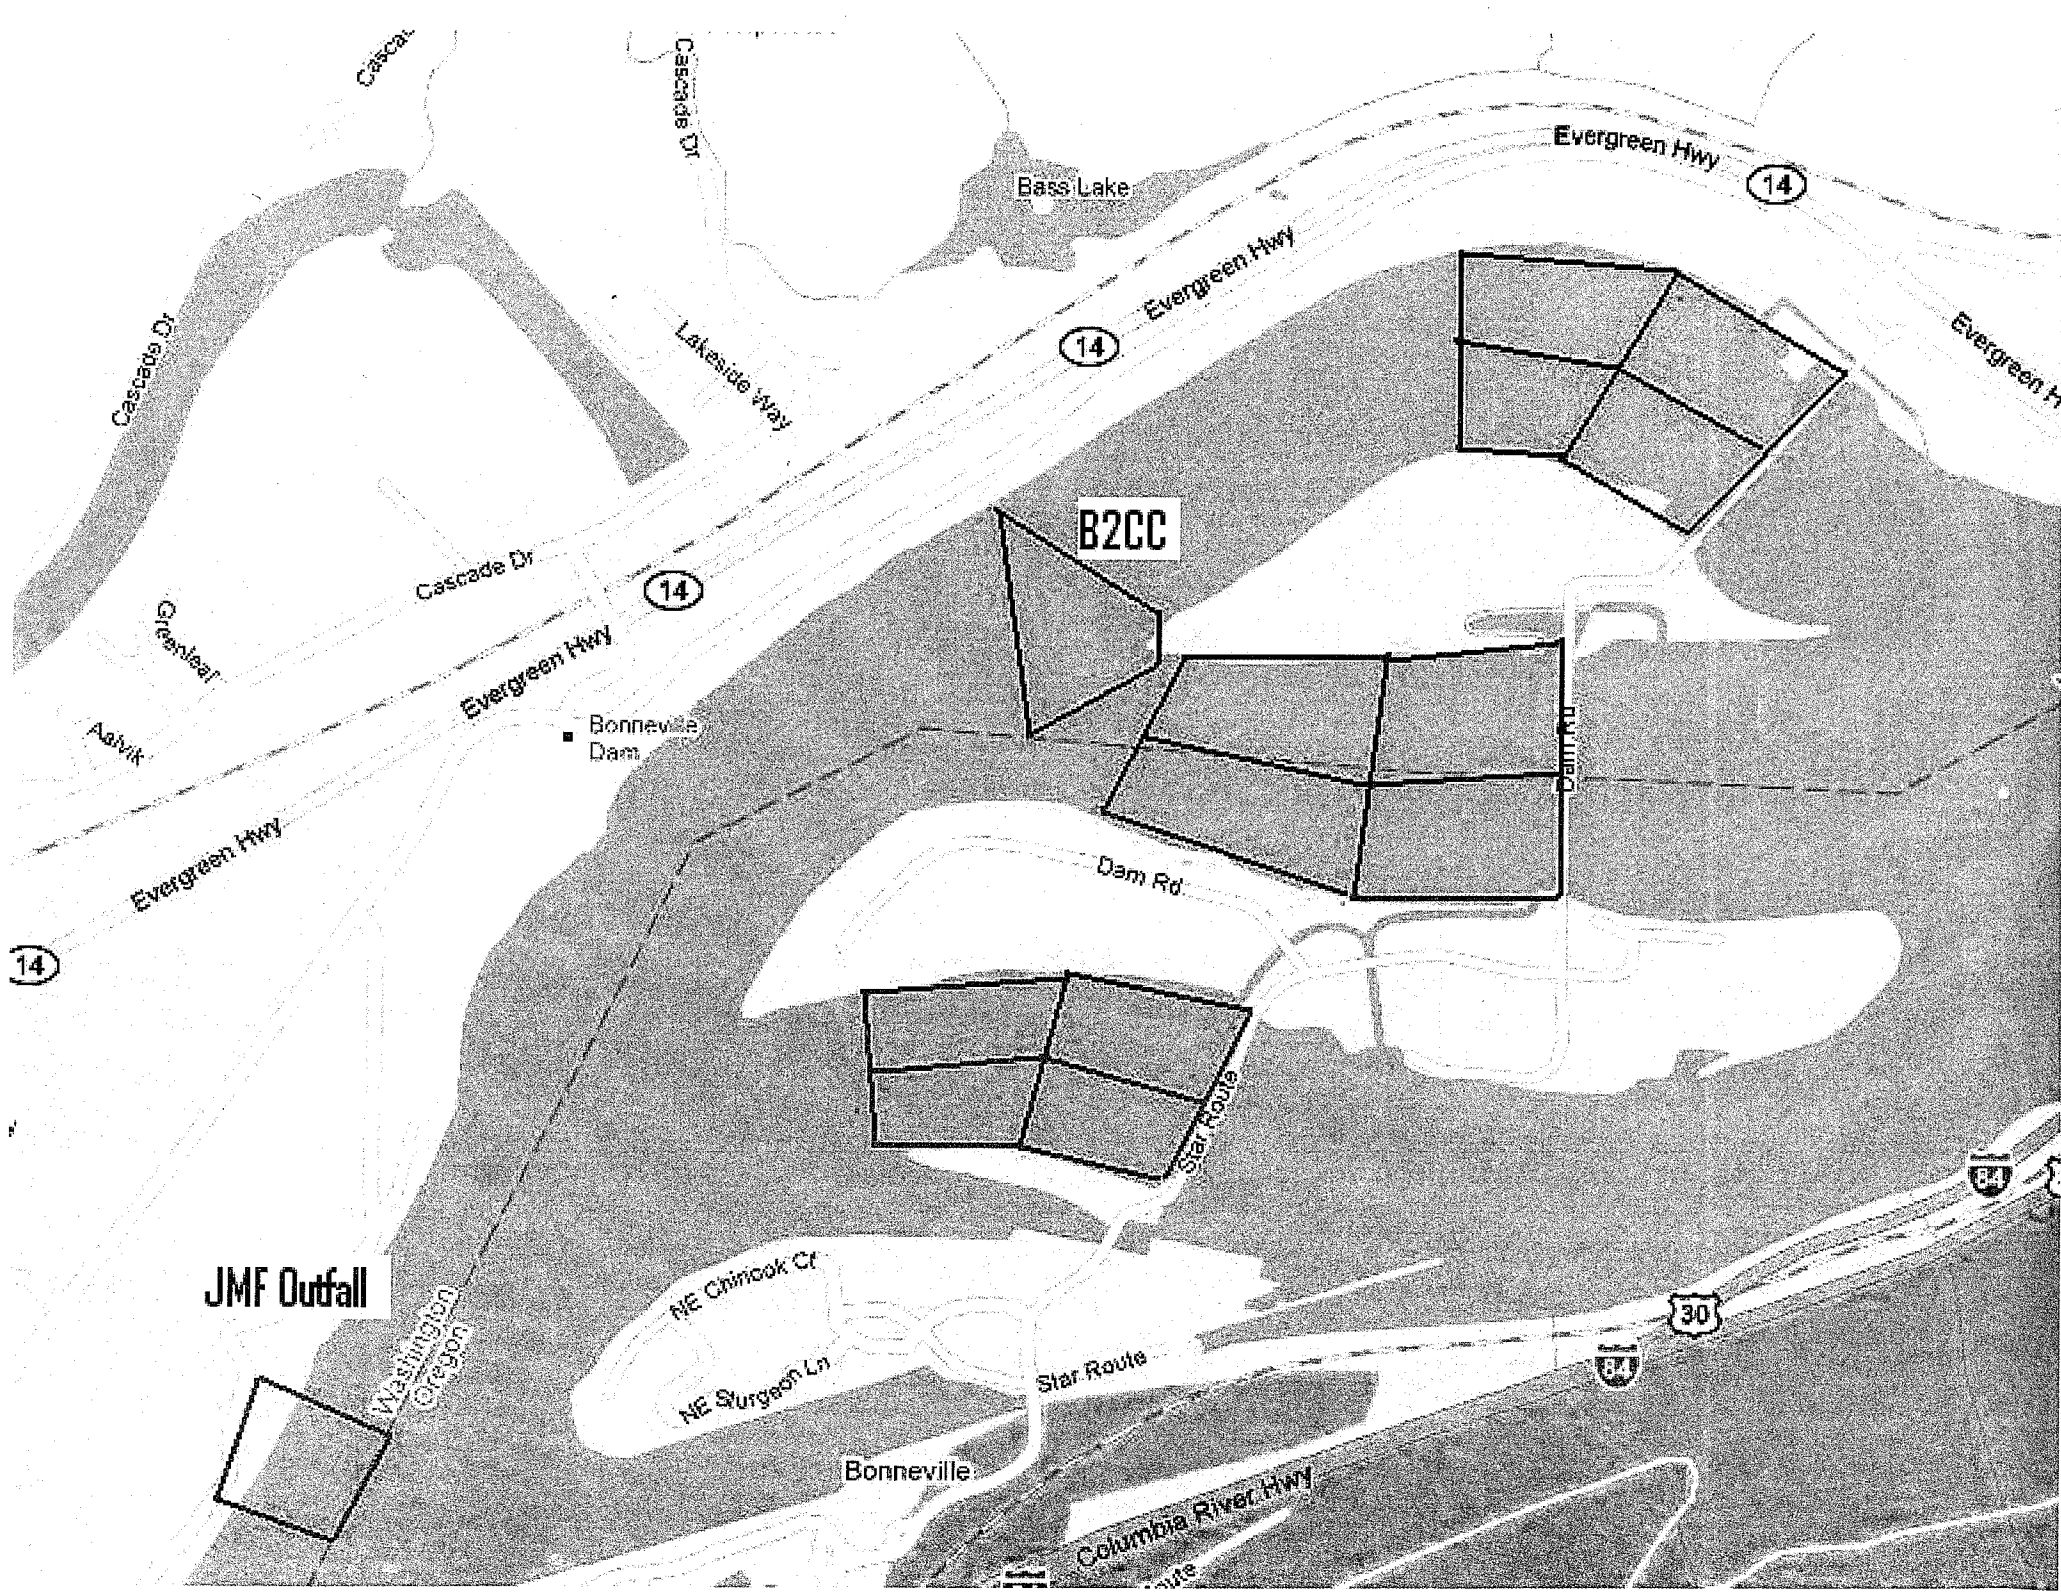 Cascade Dr
Evergreen Hwy
14
Bass Lake
Evergreen Hwy
14
Evergreen
Cascade Dr
Lakeside Way
B2CC
Cascade Dr
14
Greenleaf
Evergreen Hwy
Aalvik
Bonneville
Dam
Dam Rd
Evergreen Hwy
Dam Rd
14
Star Route
84
JMF Outfall
NE Chinook Ct
Washington
Oregon
30
84
NE Sturgeon Ln
Star Route
Bonneville
Columbia River Hwy